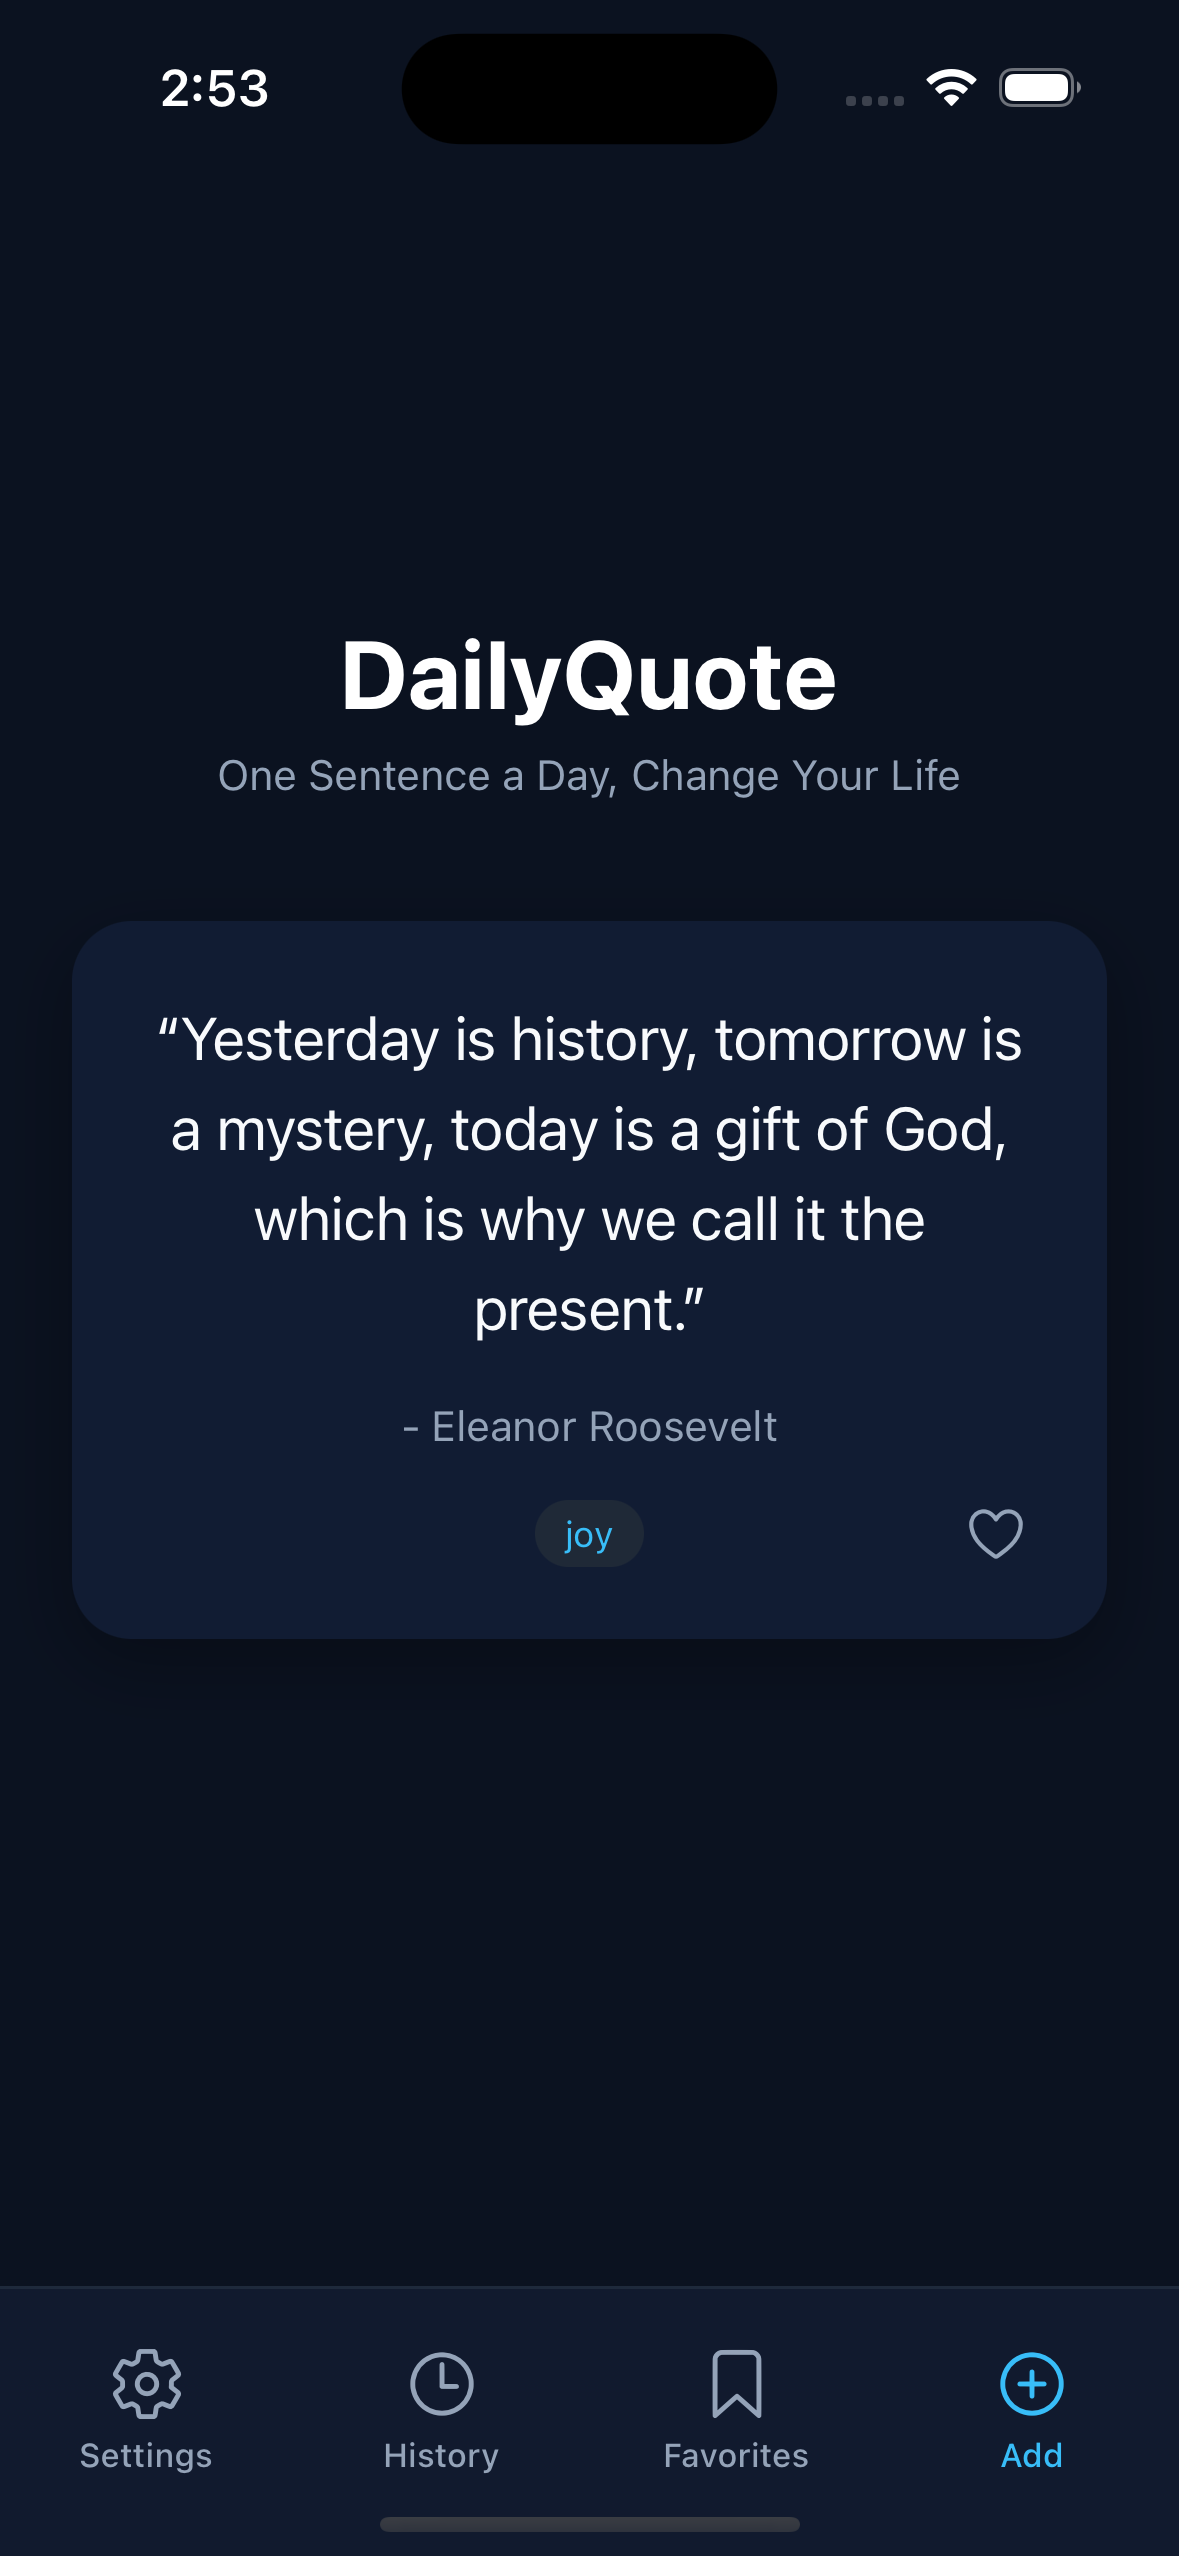 2:53
DailyQuote
One Sentence a Day, Change Your Life
“Yesterday is history, tomorrow is
a mystery, today is a gift of God,
which is why we call it the
present.”
- Eleanor Roosevelt
joy
Settings
History
Favorites
Add